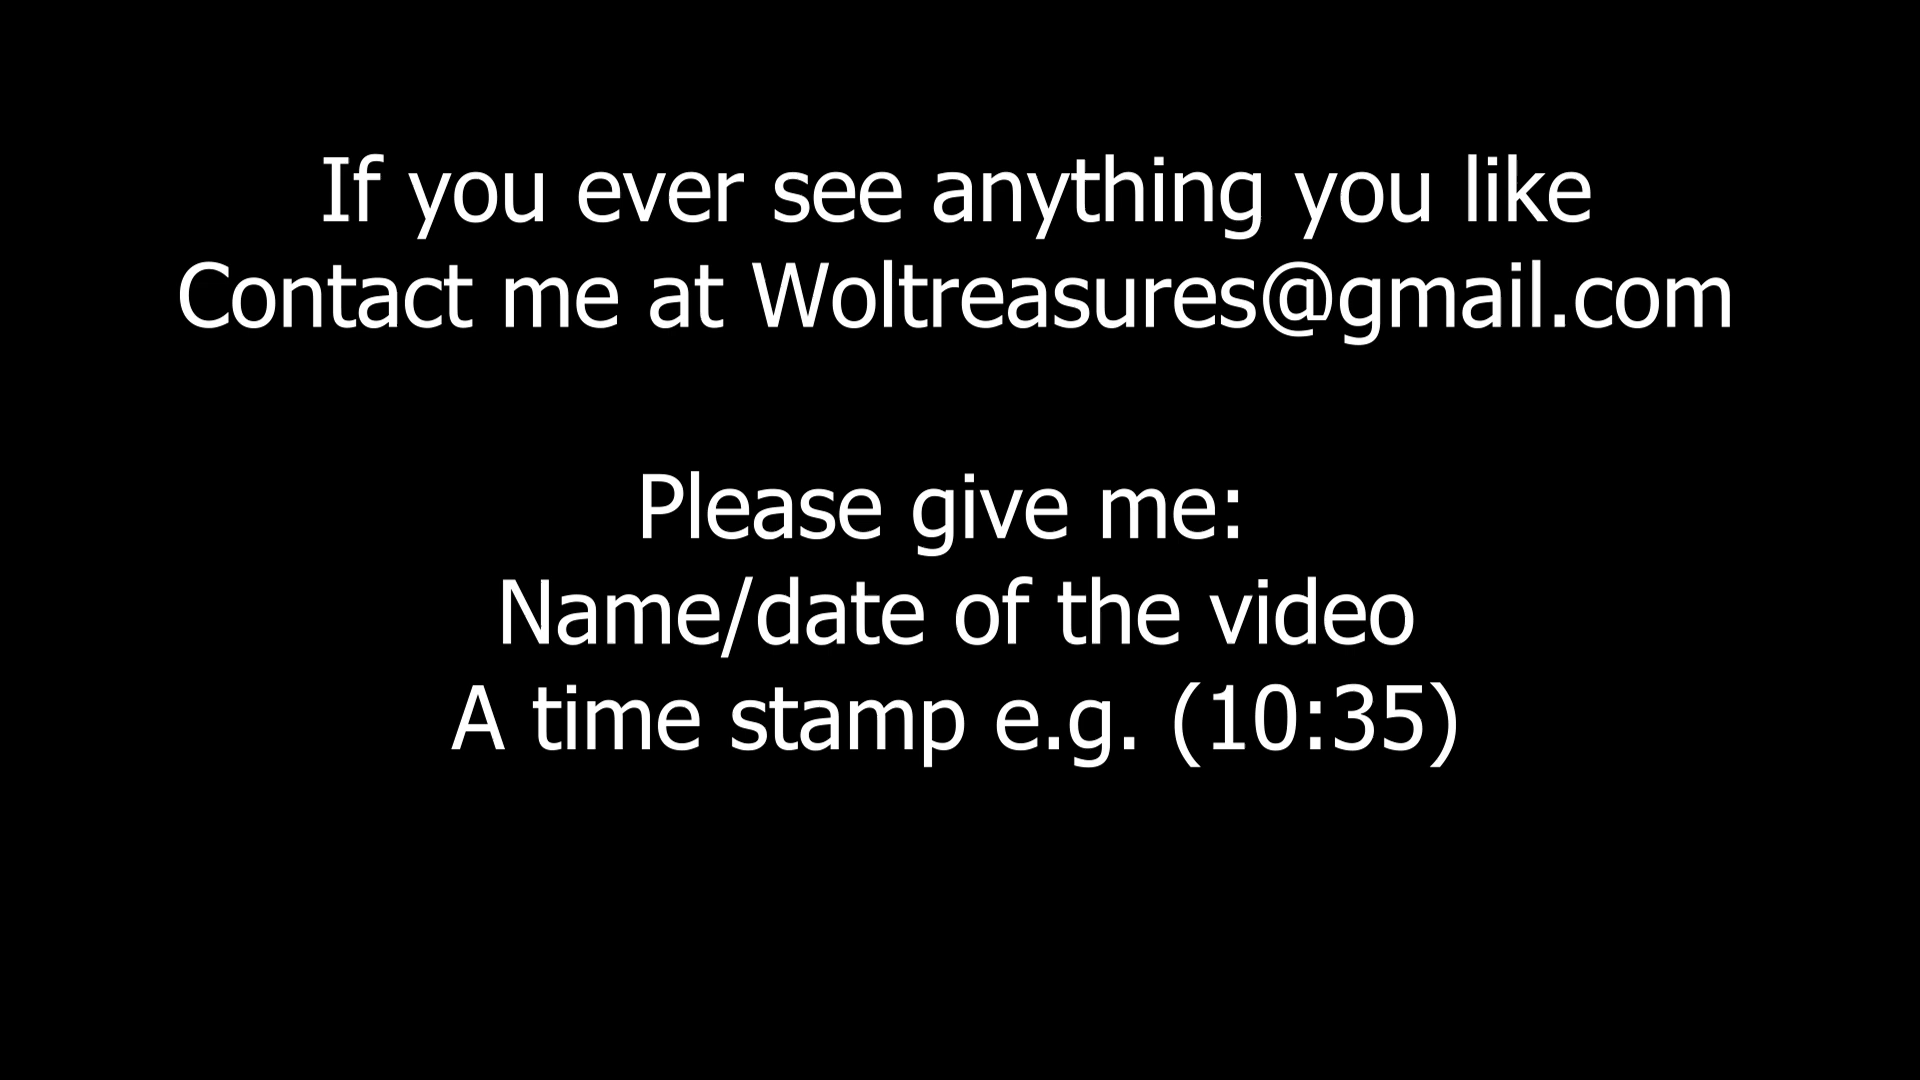 If you ever see anything you like
Contact me at Woltreasures@gmail.com
Please give me:
Name/date of the video
A time stamp e.g. (10:35)